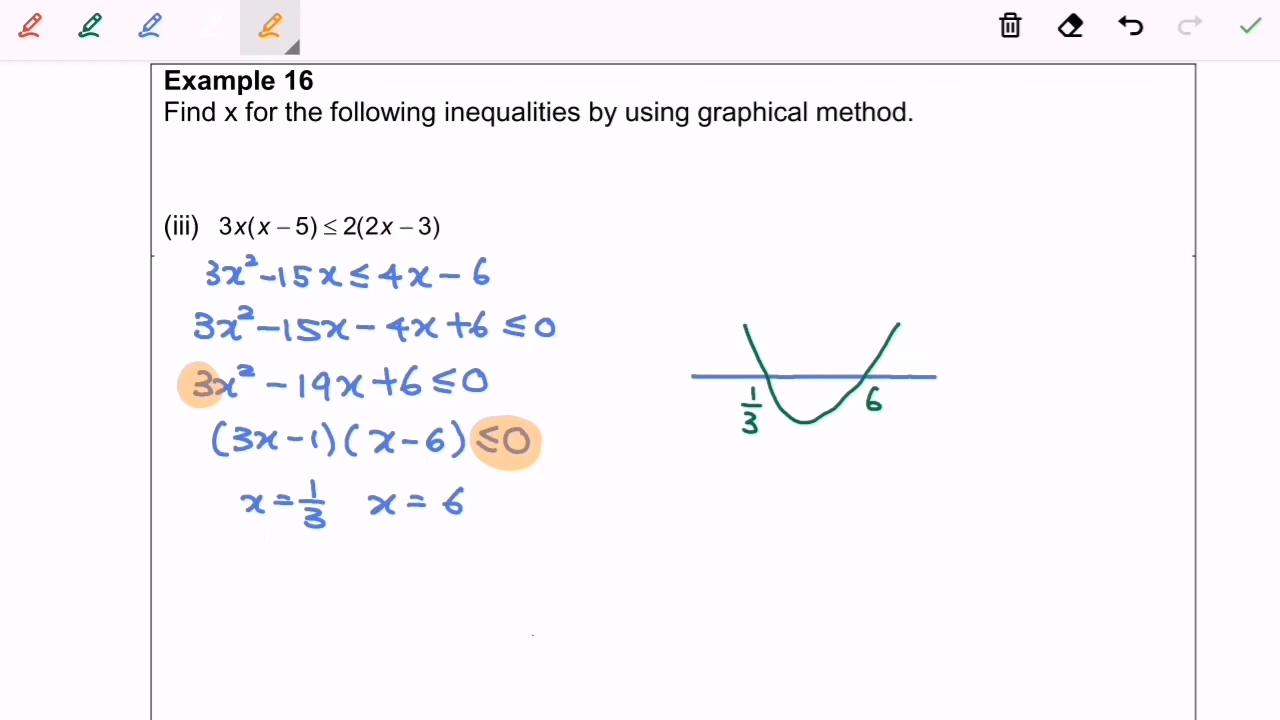 Example 16
Find x for the following inequalities by using graphical method.
(iii) 3x(x – 5) ≤ 2(2x – 3)
3x² - 15x ≤ 4x - 6
3x² - 15x - 4x + 6 ≤ 0
3x² - 19x + 6 ≤ 0
(3x - 1)(x - 6) ≤ 0
x = 1/3 x = 6
1/3 6